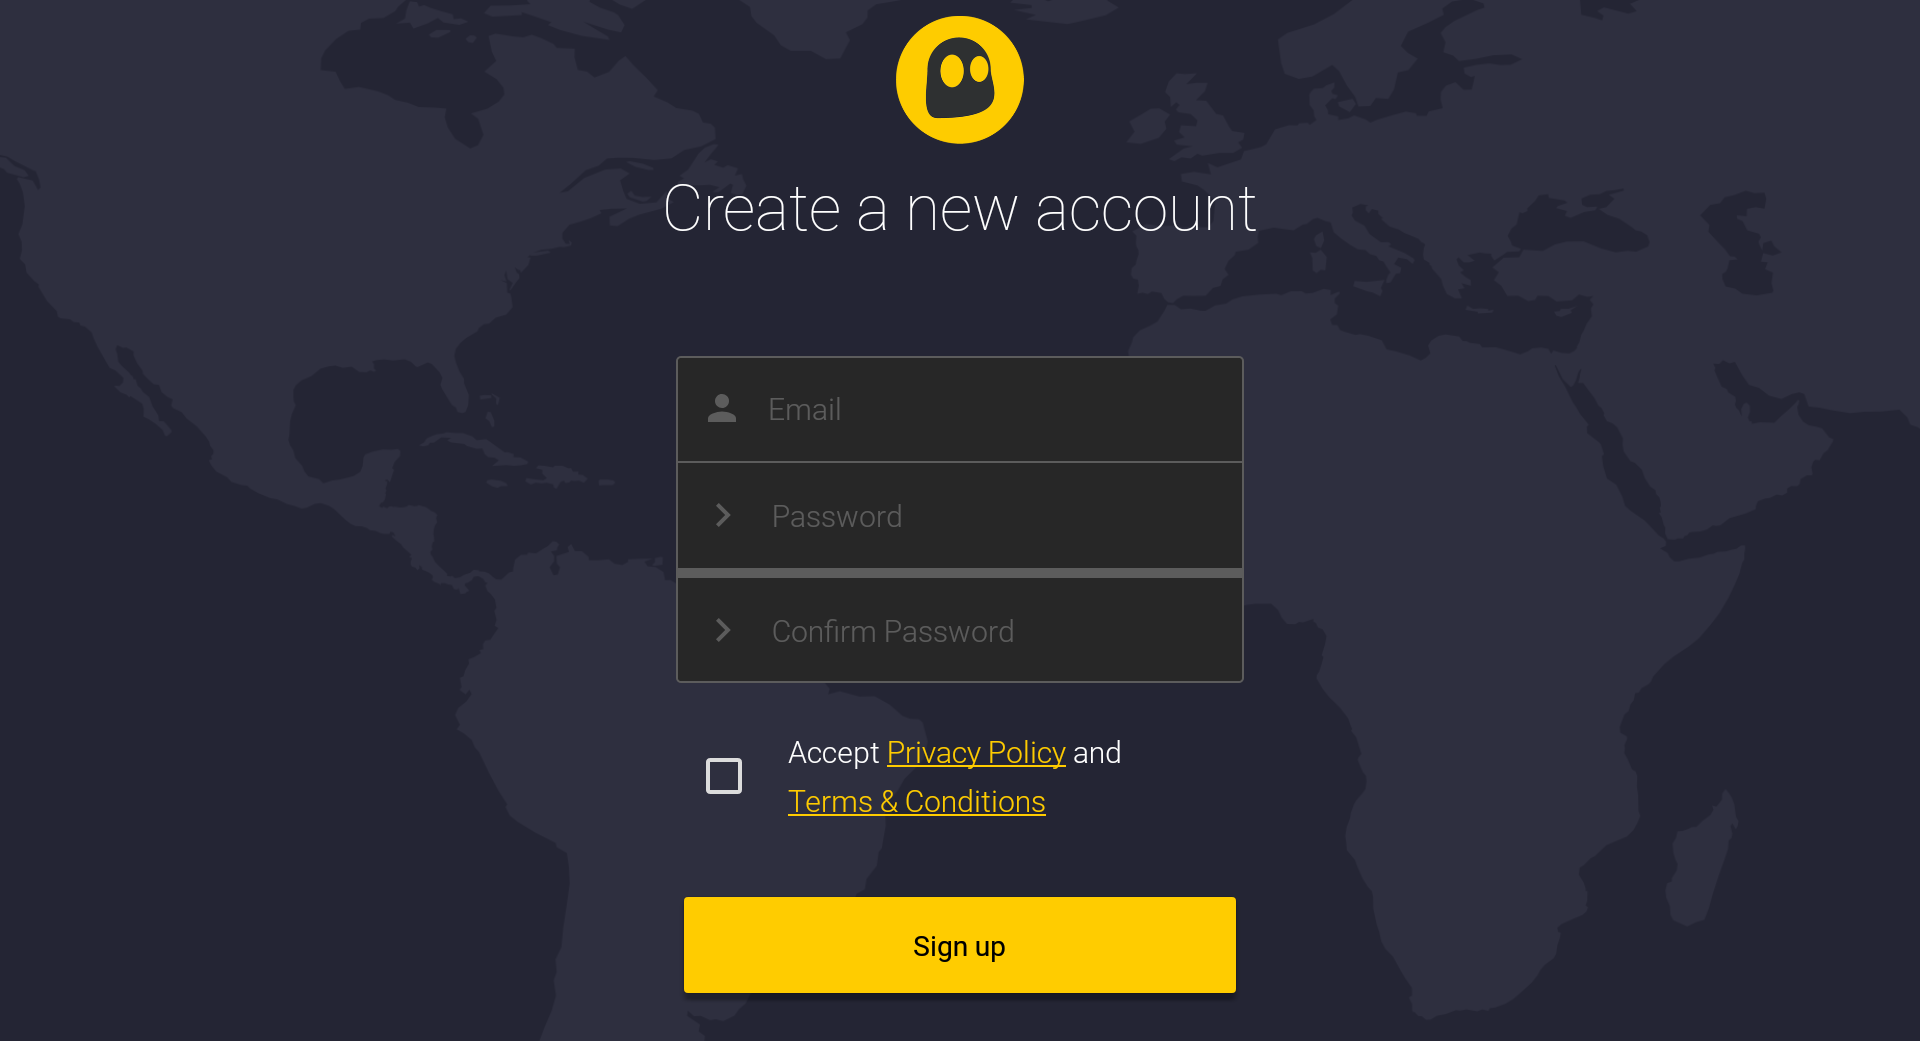 Create a new account
Email
Password
Confirm Password
Accept Privacy Policy and
Terms & Conditions
Sign up